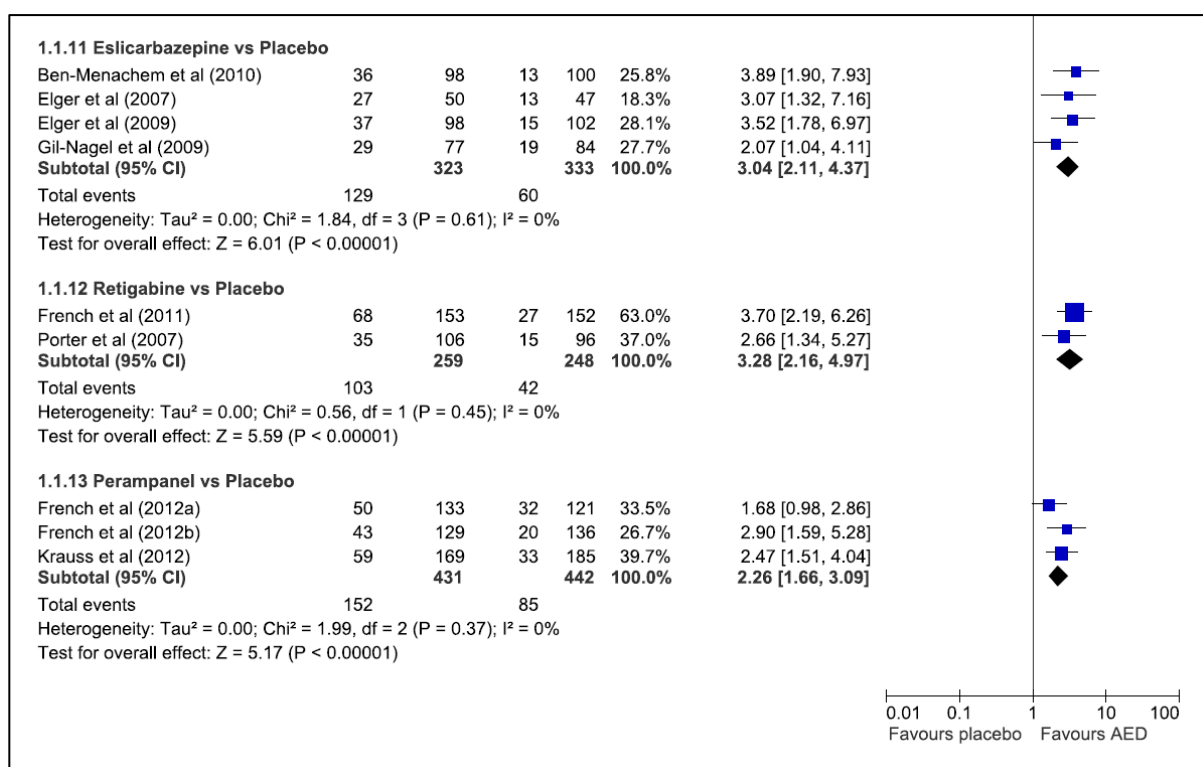 1.1.11 Eslicarbazepine vs Placebo
Ben-Menachem et al (2010) 36 98 13 100 25.8% 3.89 [1.90, 7.93]
Elger et al (2007) 27 50 13 47 18.3% 3.07 [1.32, 7.16]
Elger et al (2009) 37 98 15 102 28.1% 3.52 [1.78, 6.97]
Gil-Nagel et al (2009) 29 77 19 84 27.7% 2.07 [1.04, 4.11]
Subtotal (95% CI) 323 333 100.0% 3.04 [2.11, 4.37]
Total events 129 60
Heterogeneity: Tau² = 0.00; Chi² = 1.84, df = 3 (P = 0.61); I² = 0%
Test for overall effect: Z = 6.01 (P < 0.00001)
1.1.12 Retigabine vs Placebo
French et al (2011) 68 153 27 152 63.0% 3.70 [2.19, 6.26]
Porter et al (2007) 35 106 15 96 37.0% 2.66 [1.34, 5.27]
Subtotal (95% CI) 259 248 100.0% 3.28 [2.16, 4.97]
Total events 103 42
Heterogeneity: Tau² = 0.00; Chi² = 0.56, df = 1 (P = 0.45); I² = 0%
Test for overall effect: Z = 5.59 (P < 0.00001)
1.1.13 Perampanel vs Placebo
French et al (2012a) 50 133 32 121 33.5% 1.68 [0.98, 2.86]
French et al (2012b) 43 129 20 136 26.7% 2.90 [1.59, 5.28]
Krauss et al (2012) 59 169 33 185 39.7% 2.47 [1.51, 4.04]
Subtotal (95% CI) 431 442 100.0% 2.26 [1.66, 3.09]
Total events 152 85
Heterogeneity: Tau² = 0.00; Chi² = 1.99, df = 2 (P = 0.37); I² = 0%
Test for overall effect: Z = 5.17 (P < 0.00001)
0.01 0.1 1 10 100
Favours placebo Favours AED